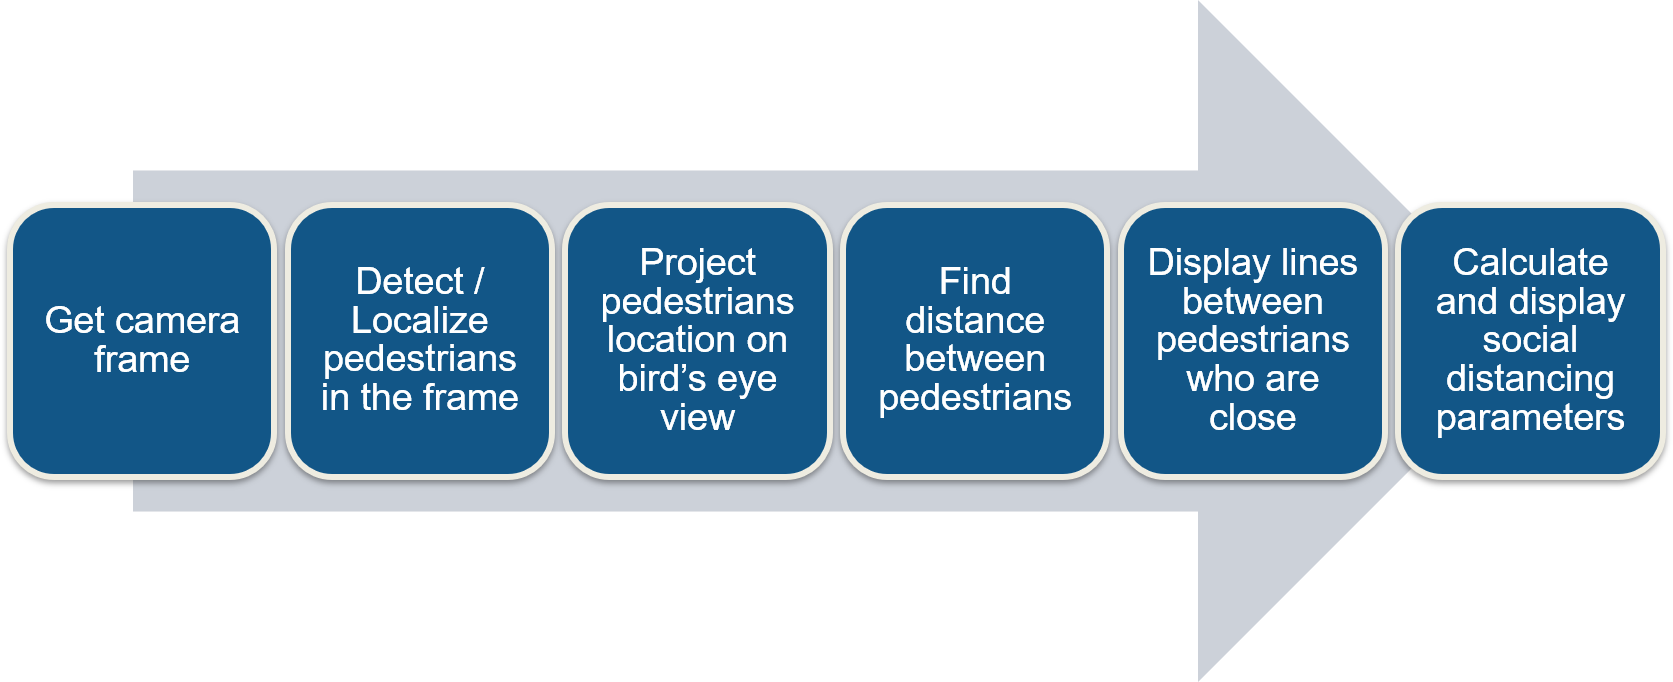 Get camera
frame
Detect /
Localize
pedestrians
in the frame
Project
pedestrians
location on
bird’s eye
view
Find
distance
between
pedestrians
Display lines
between
pedestrians
who are
close
Calculate
and display
social
distancing
parameters